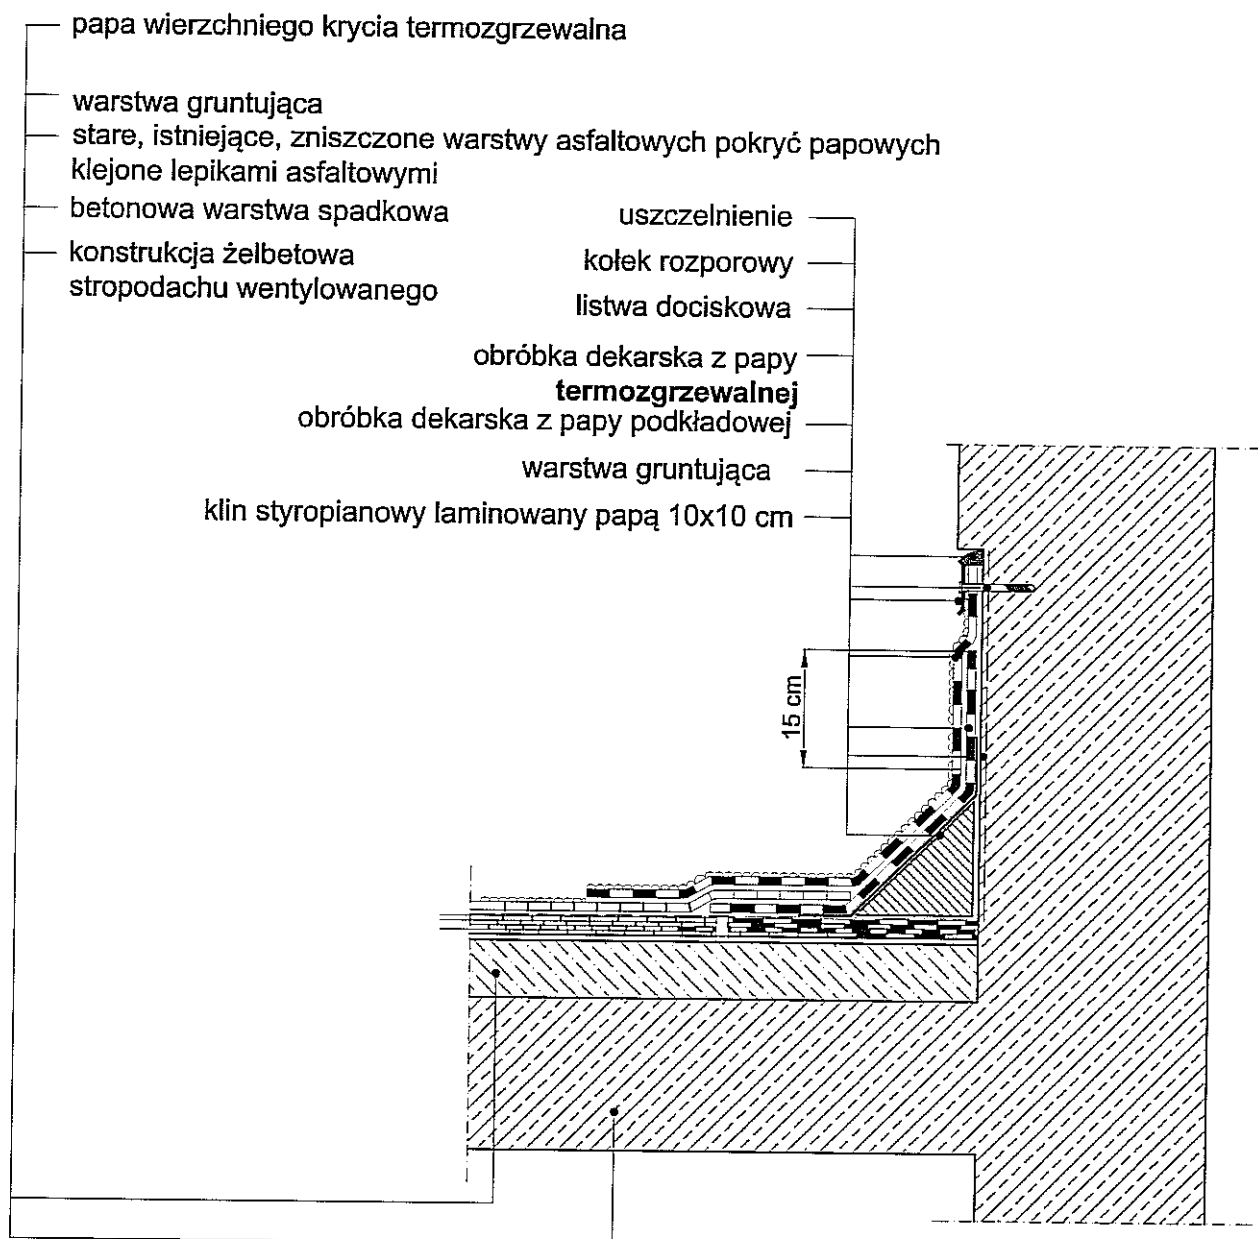 papa wierzchniego krycia termozgrzewalna
warstwa gruntująca
stare, istniejące, zniszczone warstwy asfaltowych pokryć papowych
klejone lepikami asfaltowymi
betonowa warstwa spadkowa
konstrukcja żelbetowa
stropodachu wentylowanego
uszczelnienie
kołek rozporowy
listwa dociskowa
obróbka dekarska z papy
termozgrzewalnej
obróbka dekarska z papy podkładowej
warstwa gruntująca
klin styropianowy laminowany papą 10x10 cm
15 cm